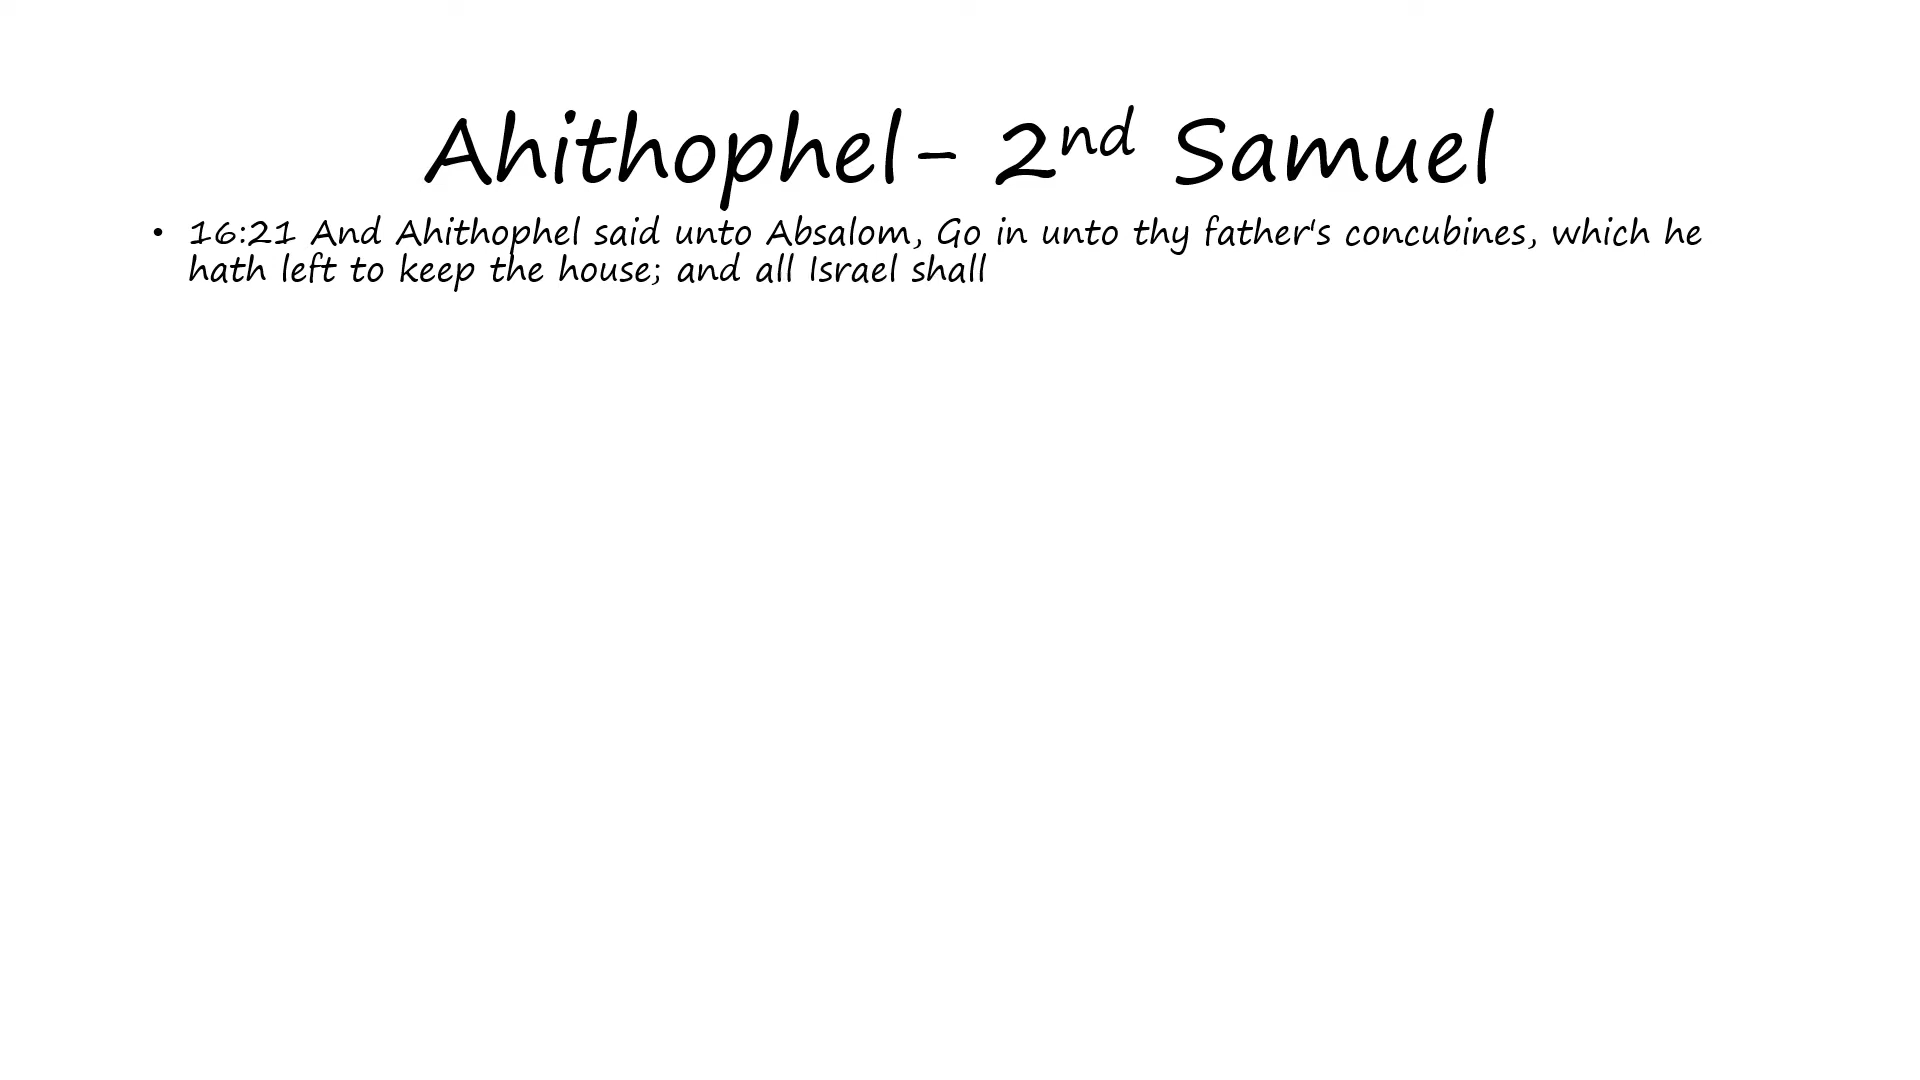 Ahithophel- 2nd Samuel
• 16:21 And Ahithophel said unto Absalom, Go in unto thy father's concubines, which he
hath left to keep the house; and all Israel shall